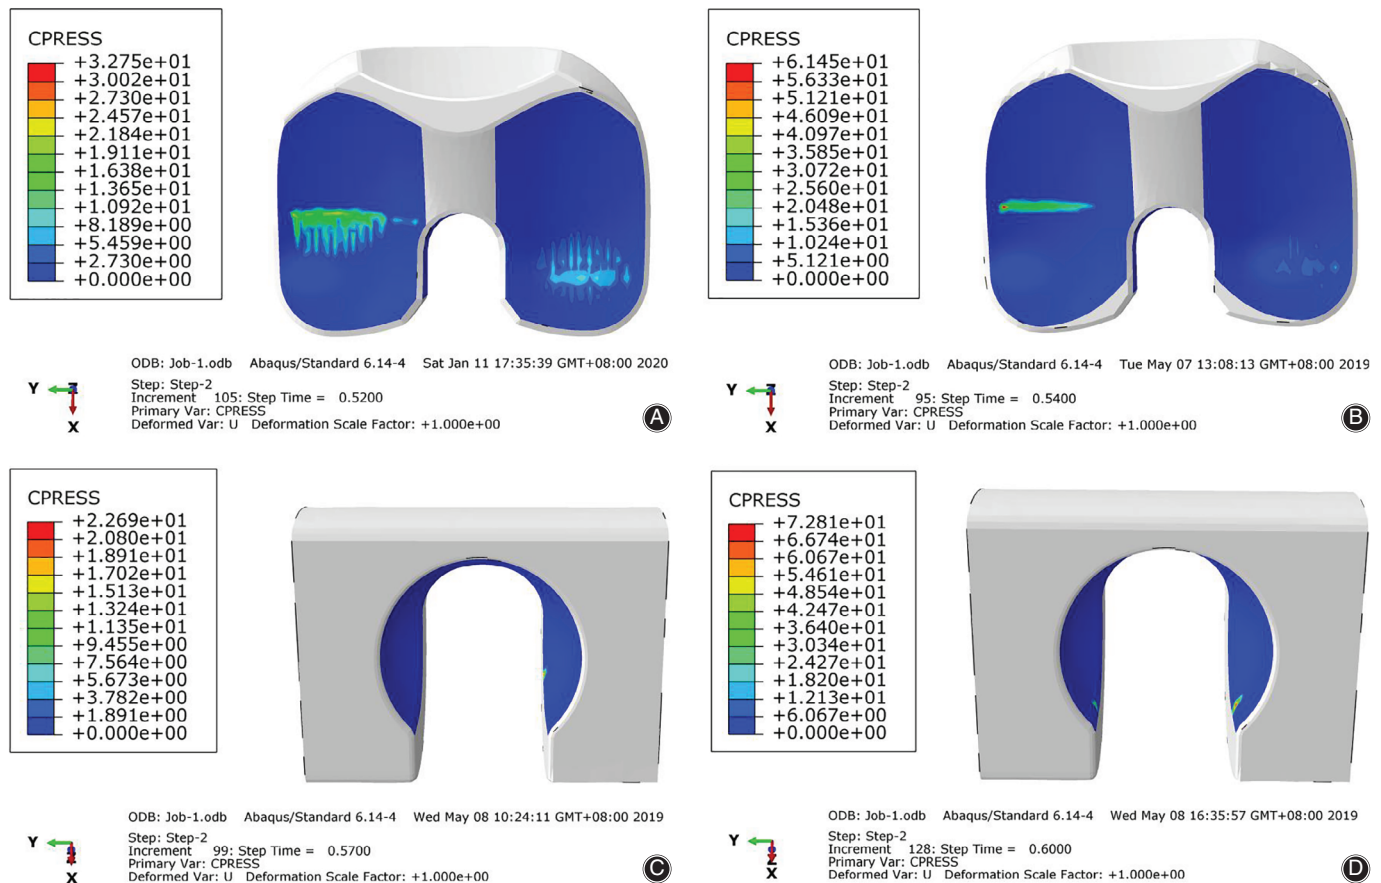 CPRESS
+3.275e+01
+3.002e+01
+2.730e+01
+2.457e+01
+2.184e+01
+1.911e+01
+1.638e+01
+1.365e+01
+1.092e+01
+8.189e+00
+5.459e+00
+2.730e+00
+0.000e+00
ODB: Job-1.odb Abaqus/Standard 6.14-4 Sat Jan 11 17:35:39 GMT+08:00 2020
Step: Step-2
Increment 105: Step Time = 0.5200
Primary Var: CPRESS
Deformed Var: U Deformation Scale Factor: +1.000e+00
Y
Z
X
A
CPRESS
+6.145e+01
+5.633e+01
+5.121e+01
+4.609e+01
+4.097e+01
+3.585e+01
+3.072e+01
+2.560e+01
+2.048e+01
+1.536e+01
+1.024e+01
+5.121e+00
+0.000e+00
ODB: Job-1.odb Abaqus/Standard 6.14-4 Tue May 07 13:08:13 GMT+08:00 2019
Step: Step-2
Increment 95: Step Time = 0.5400
Primary Var: CPRESS
Deformed Var: U Deformation Scale Factor: +1.000e+00
Y
Z
X
B
CPRESS
+2.269e+01
+2.080e+01
+1.891e+01
+1.702e+01
+1.513e+01
+1.324e+01
+1.135e+01
+9.455e+00
+7.564e+00
+5.673e+00
+3.782e+00
+1.891e+00
+0.000e+00
ODB: Job-1.odb Abaqus/Standard 6.14-4 Wed May 08 10:24:11 GMT+08:00 2019
Step: Step-2
Increment 99: Step Time = 0.5700
Primary Var: CPRESS
Deformed Var: U Deformation Scale Factor: +1.000e+00
Y
X
C
CPRESS
+7.281e+01
+6.674e+01
+6.067e+01
+5.461e+01
+4.854e+01
+4.247e+01
+3.640e+01
+3.034e+01
+2.427e+01
+1.820e+01
+1.213e+01
+6.067e+00
+0.000e+00
ODB: Job-1.odb Abaqus/Standard 6.14-4 Wed May 08 16:35:57 GMT+08:00 2019
Step: Step-2
Increment 128: Step Time = 0.6000
Primary Var: CPRESS
Deformed Var: U Deformation Scale Factor: +1.000e+00
Y
Z
X
D